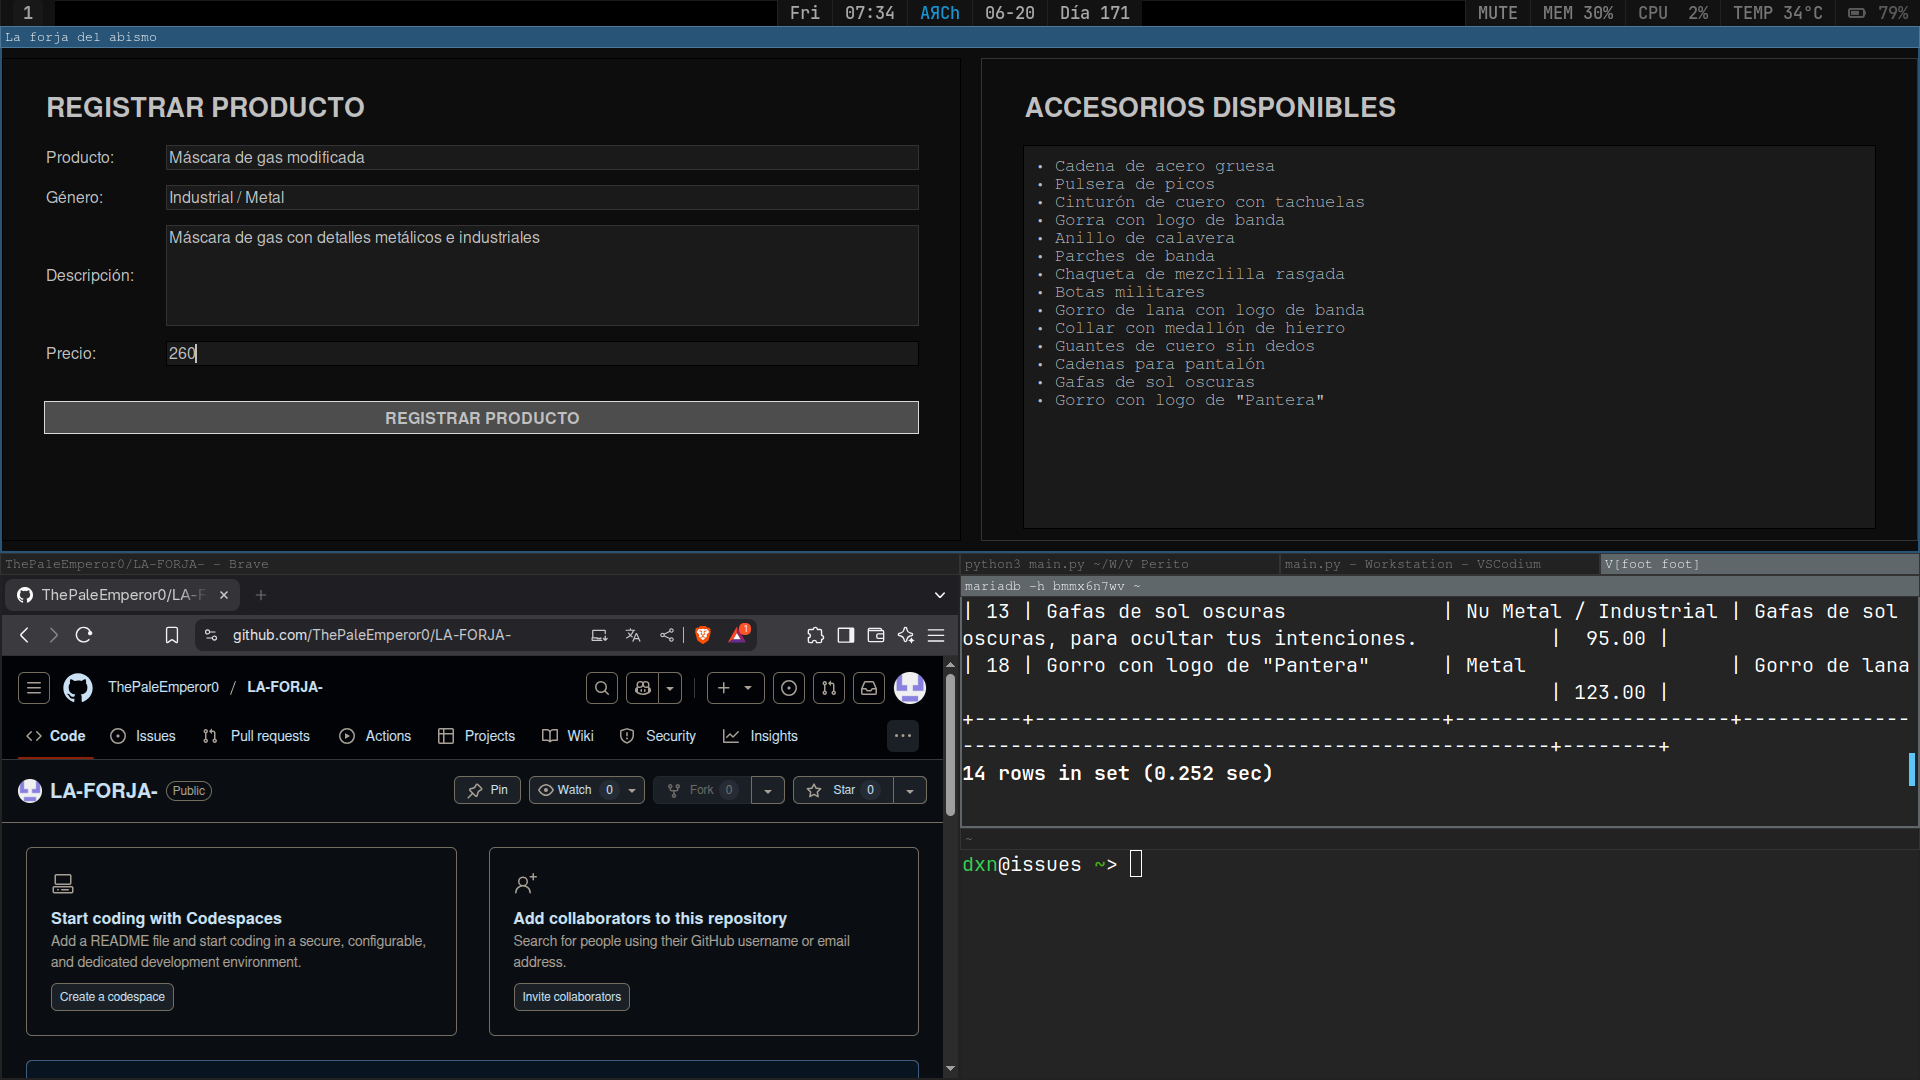 1
Fri 07:34 AЯCh 06-20 Día 171
MUTE MEM 30% CPU 2% TEMP 34°C 79%
La forja del abismo
REGISTRAR PRODUCTO
Producto: Máscara de gas modificada
Género: Industrial / Metal
Descripción: Máscara de gas con detalles metálicos e industriales
Precio: 260
REGISTRAR PRODUCTO
ACCESORIOS DISPONIBLES
• Cadena de acero gruesa
• Pulsera de picos
• Cinturón de cuero con tachuelas
• Gorra con logo de banda
• Anillo de calavera
• Parches de banda
• Chaqueta de mezclilla rasgada
• Botas militares
• Gorro de lana con logo de banda
• Collar con medallón de hierro
• Guantes de cuero sin dedos
• Cadenas para pantalón
• Gafas de sol oscuras
• Gorro con logo de "Pantera"
ThePaleEmperor0/LA-FORJA- - Brave
ThePaleEmperor0/LA-F
github.com/ThePaleEmperor0/LA-FORJA-
1
ThePaleEmperor0 / LA-FORJA-
Code Issues Pull requests Actions Projects Wiki Security Insights
LA-FORJA- Public Pin Watch 0 Fork 0 Star 0
Start coding with Codespaces
Add a README file and start coding in a secure, configurable,
and dedicated development environment.
Create a codespace
Add collaborators to this repository
Search for people using their GitHub username or email
address.
Invite collaborators
python3 main.py ~/W/V Perito
main.py - Workstation - VSCodium
V[foot foot]
mariadb -h bmmx6n7wv ~
| 13 | Gafas de sol oscuras | Nu Metal / Industrial | Gafas de sol
oscuras, para ocultar tus intenciones. | 95.00 |
| 18 | Gorro con logo de "Pantera" | Metal | Gorro de lana
| 123.00 |
+----+----------------------------------+-----------------------+--------------
-------------------------------------------------+--------+
14 rows in set (0.252 sec)
~
dxn@issues ~>